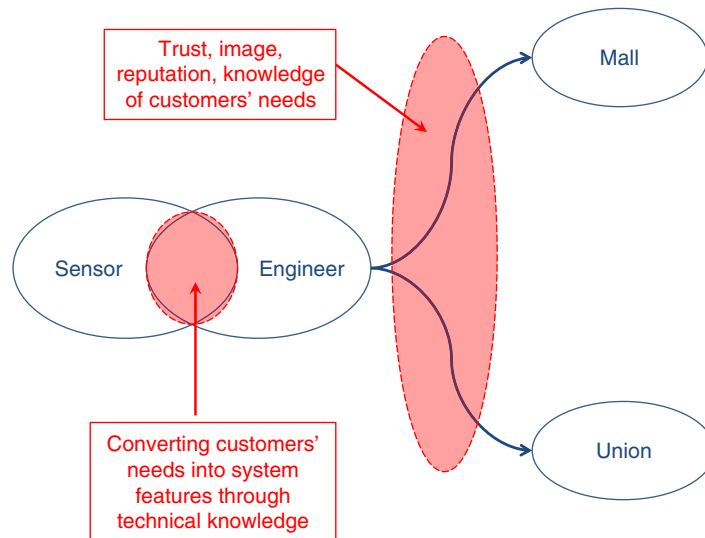 Trust, image,
reputation, knowledge
of customers’ needs
Mall
Sensor
Engineer
Union
Converting customers’
needs into system
features through
technical knowledge